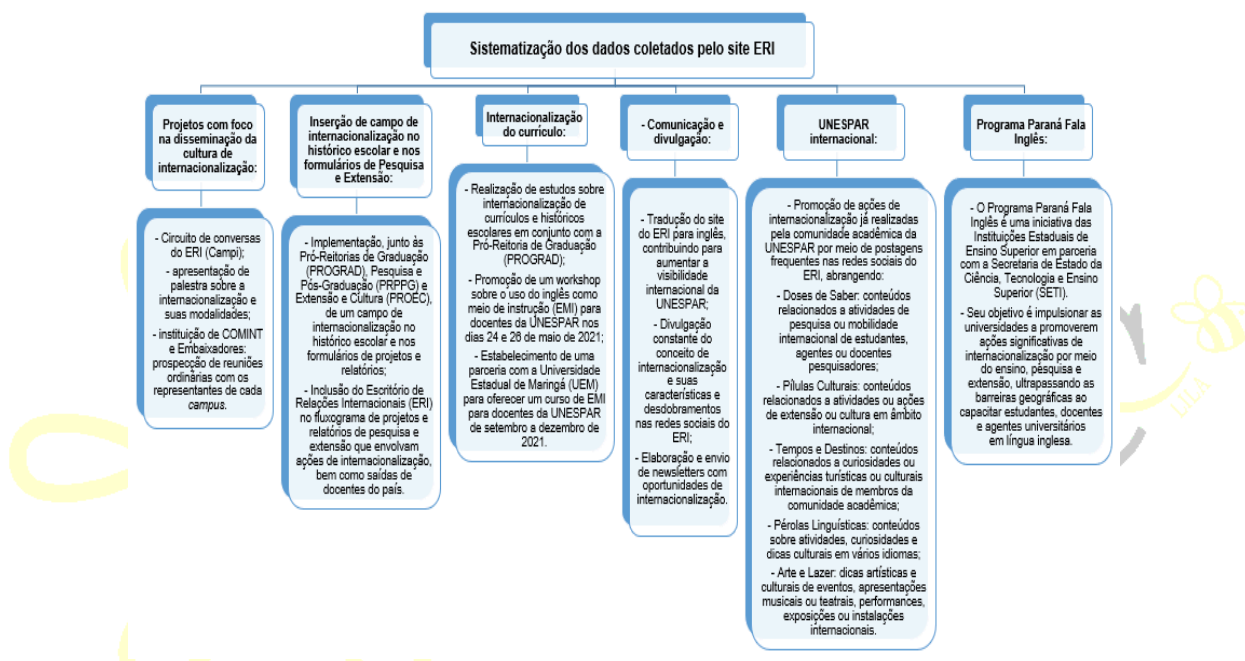 Sistematização dos dados coletados pelo site ERI
Projetos com foco
na disseminação da
cultura de
internacionalização:
- Circuito de conversas
do ERI (Campi);
- apresentação de
palestra sobre a
internacionalização e
suas modalidades;
- instituição de COMINT
e Embaixadores:
prospecção de reuniões
ordinárias com os
representantes de cada
campus.
Inserção de campo de
internacionalização no
histórico escolar e nos
formulários de Pesquisa
e Extensão:
- Implementação, junto às
Pró-Reitorias de Graduação
(PROGRAD), Pesquisa e
Pós-Graduação (PRPPG) e
Extensão e Cultura (PROEC),
de um campo de
internacionalização no
histórico escolar e nos
formulários de projetos e
relatórios;
- Inclusão do Escritório de
Relações Internacionais (ERI)
no fluxograma de projetos e
relatórios de pesquisa e
extensão que envolvam
ações de internacionalização,
bem como saídas de
docentes do país.
Internacionalização
do currículo:
- Realização de estudos sobre
internacionalização de
currículos e históricos
escolares em conjunto com a
Pró-Reitoria de Graduação
(PROGRAD);
- Promoção de um workshop
sobre o uso do inglês como
meio de instrução (EMI) para
docentes da UNESPAR nos
dias 24 e 26 de maio de 2021;
- Estabelecimento de uma
parceria com a Universidade
Estadual de Maringá (UEM)
para oferecer um curso de EMI
para docentes da UNESPAR
de setembro a dezembro de
2021.
- Comunicação e
divulgação:
- Tradução do site
do ERI para inglês,
contribuindo para
aumentar a
visibilidade
internacional da
UNESPAR;
- Divulgação
constante do
conceito de
internacionalização
e suas
características e
desdobramentos
nas redes sociais do
ERI;
- Elaboração e envio
de newsletters com
oportunidades de
internacionalização.
UNESPAR
internacional:
- Promoção de ações de
internacionalização já realizadas
pela comunidade acadêmica da
UNESPAR por meio de postagens
frequentes nas redes sociais do
ERI, abrangendo:
- Doses de Saber: conteúdos
relacionados a atividades de
pesquisa ou mobilidade
internacional de estudantes,
agentes ou docentes
pesquisadores;
- Pílulas Culturais: conteúdos
relacionados a atividades ou ações
de extensão ou cultura em âmbito
internacional;
- Tempos e Destinos: conteúdos
relacionados a curiosidades ou
experiências turísticas ou culturais
internacionais de membros da
comunidade acadêmica;
- Pérolas Linguísticas: conteúdos
sobre atividades, curiosidades e
dicas culturais em vários idiomas;
- Arte e Lazer: dicas artísticas e
culturais de eventos, apresentações
musicais ou teatrais, performances,
exposições ou instalações
internacionais.
Programa Paraná Fala
Inglês:
- O Programa Paraná Fala
Inglês é uma iniciativa das
Instituições Estaduais de
Ensino Superior em parceria
com a Secretaria de Estado da
Ciência, Tecnologia e Ensino
Superior (SETI).
- Seu objetivo é impulsionar as
universidades a promoverem
ações significativas de
internacionalização por meio
do ensino, pesquisa e
extensão, ultrapassando as
barreiras geográficas ao
capacitar estudantes, docentes
e agentes universitários
em língua inglesa.